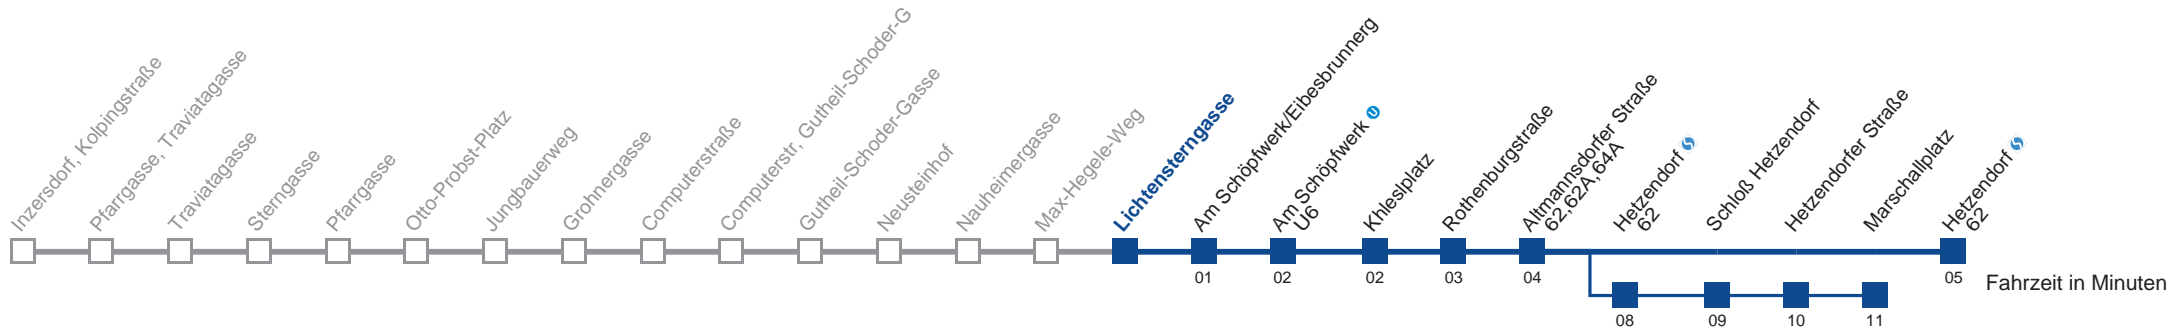 Inzersdorf, Kolpingstraße
Pfarrgasse, Traviatagasse
Traviatagasse
Sterngasse
Pfarrgasse
Otto-Probst-Platz
Jungbauerweg
Grohnergasse
Computerstraße
Computerstr, Gutheil-Schoder-G
Gutheil-Schoder-Gasse
Neusteinhof
Nauheimergasse
Max-Hegele-Weg
Lichtensterngasse
Am Schöpfwerk/Eibesbrunnerg
Am Schöpfwerk U
U6
Khleslplatz
Rothenburgstraße
Altmannsdorfer Straße
62,62A,64A
Hetzendorf
62
Schloß Hetzendorf
Hetzendorfer Straße
Marschallplatz
Hetzendorf
62
01
02
02
03
04
05
Fahrzeit in Minuten
08
09
10
11